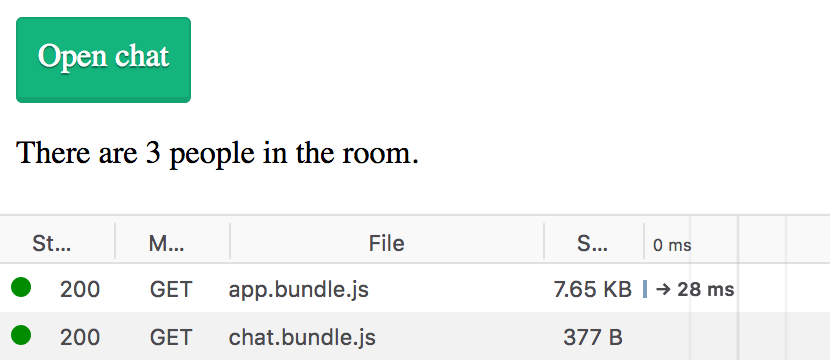 Open chat
There are 3 people in the room.
St... M... File S... 0 ms
200 GET app.bundle.js 7.65 KB → 28 ms
200 GET chat.bundle.js 377 B